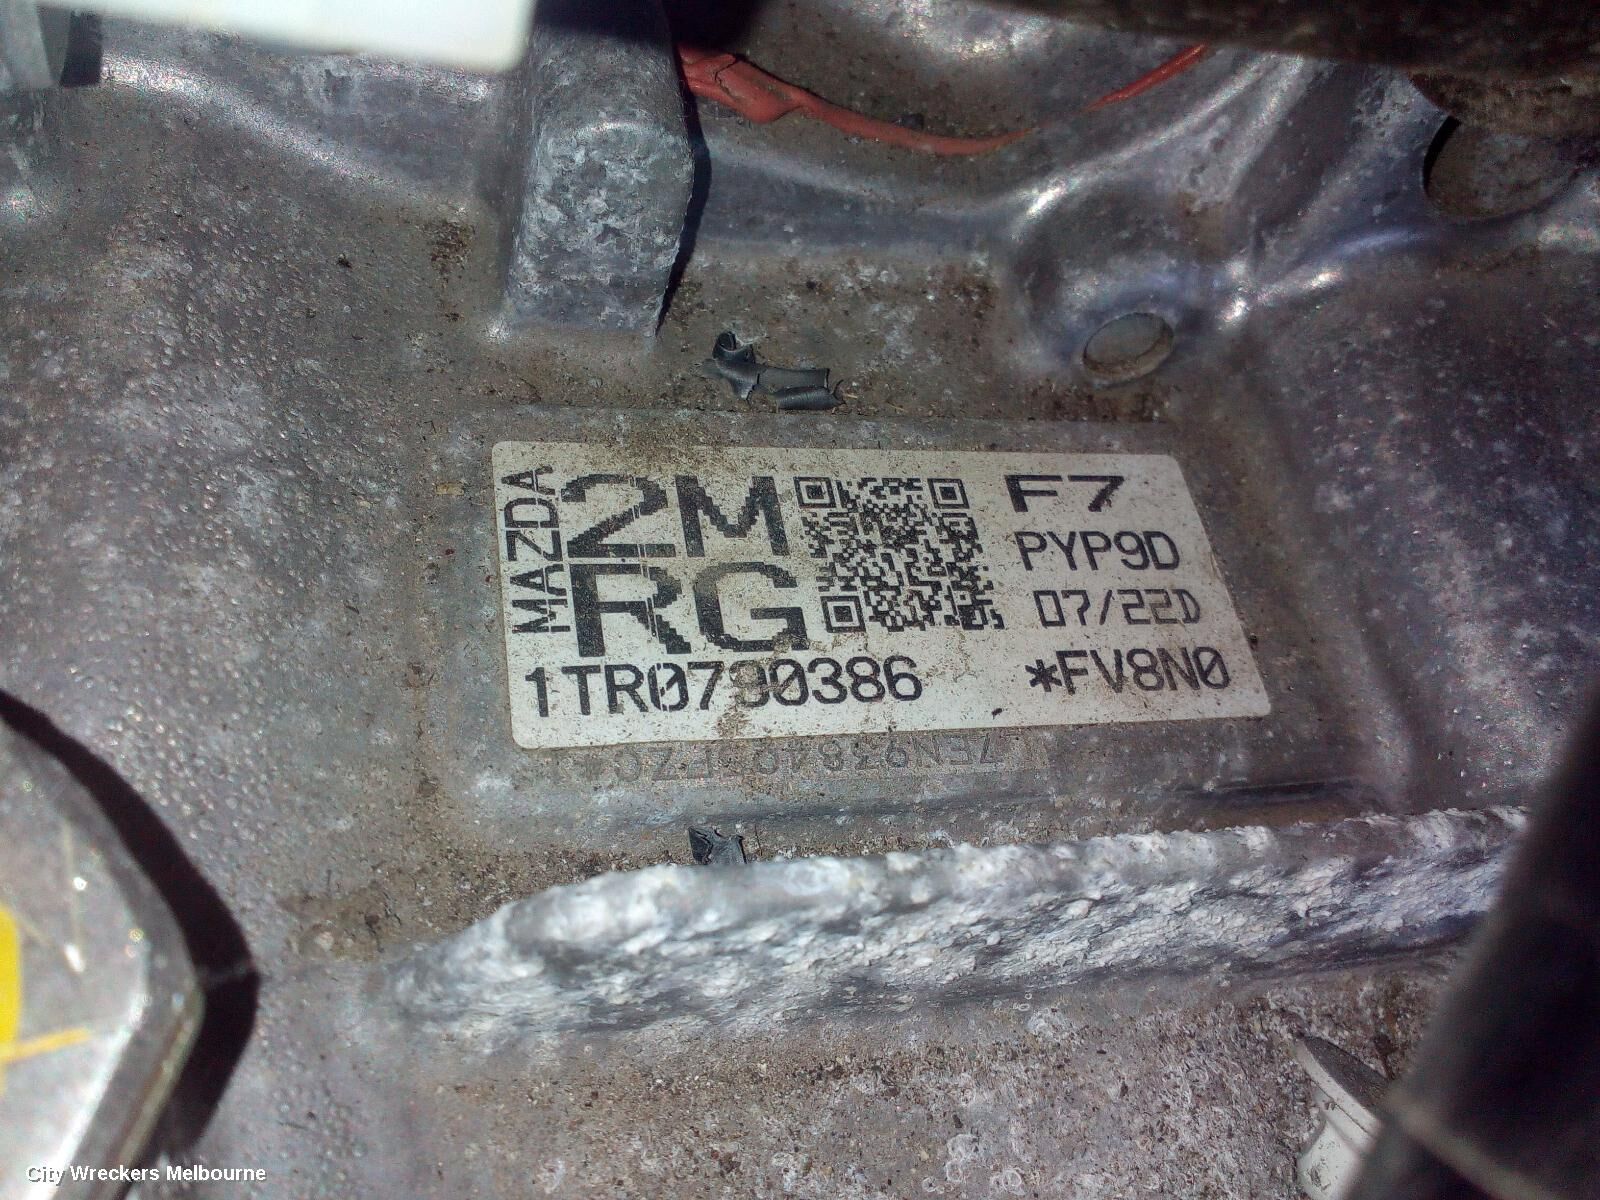 MAZDA
2M
RG
1TR0790386
F7
PYP9D
07/22D
*FV8N0
City Wreckers Melbourne